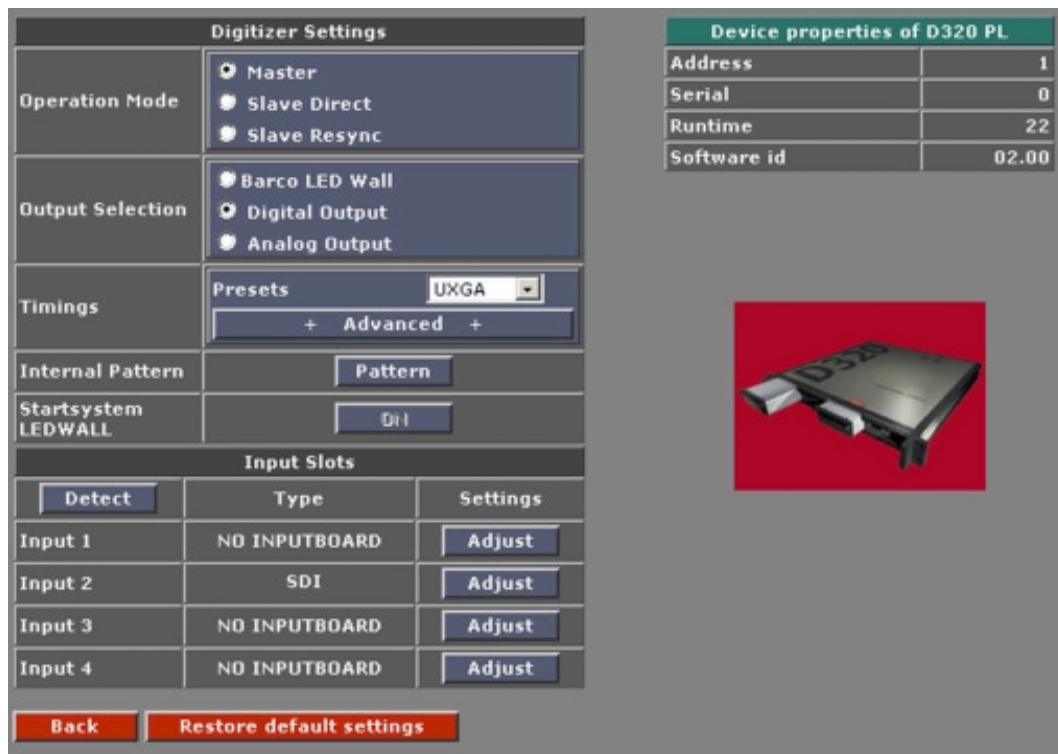 Digitizer Settings
Operation Mode
Master
Slave Direct
Slave Resync
Output Selection
Barco LED Wall
Digital Output
Analog Output
Timings
Presets
UXGA
+ Advanced +
Internal Pattern
Pattern
Startsystem
LEDWALL
Input Slots
Detect
Type
Settings
Input 1
NO INPUTBOARD
Adjust
Input 2
SDI
Adjust
Input 3
NO INPUTBOARD
Adjust
Input 4
NO INPUTBOARD
Adjust
Back
Restore default settings
Device properties of D320 PL
Address
1
Serial
0
Runtime
22
Software id
02.00
D320